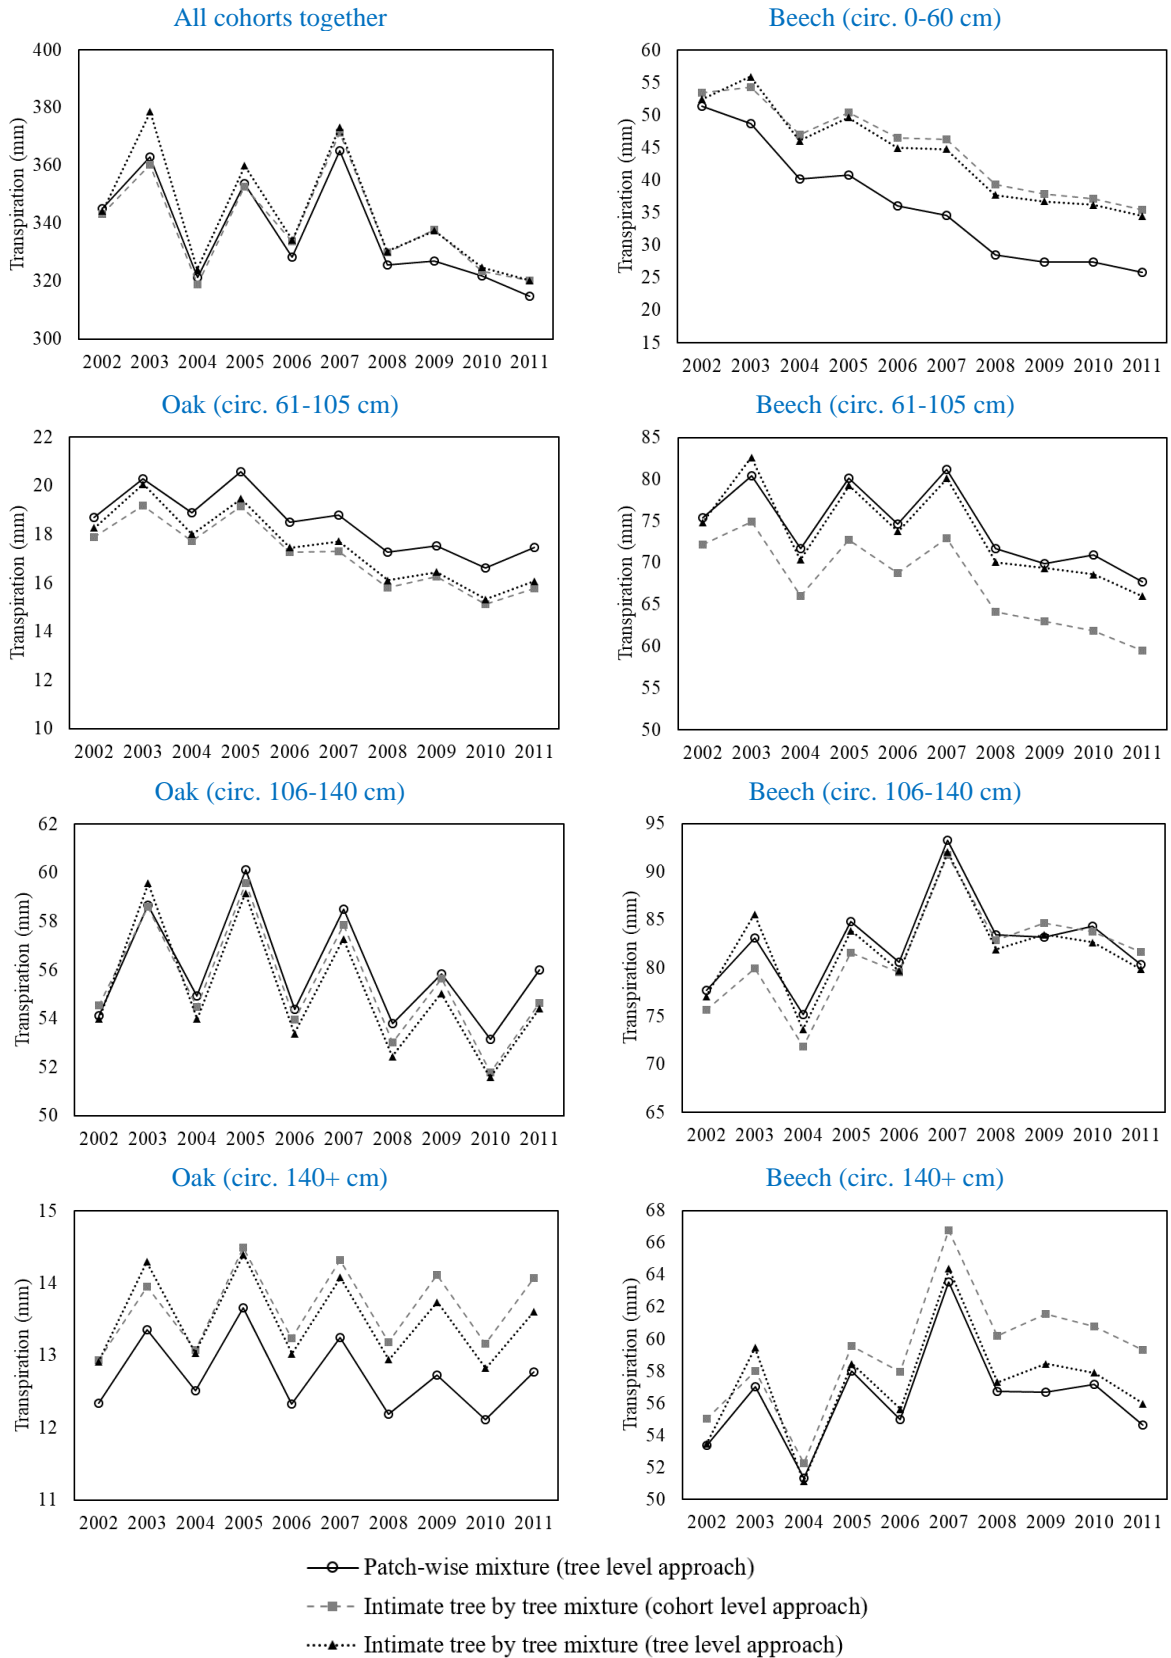 All cohorts together
Transpiration (mm)
400
380
360
340
320
300
2002 2003 2004 2005 2006 2007 2008 2009 2010 2011
Beech (circ. 0-60 cm)
Transpiration (mm)
60
55
50
45
40
35
30
25
20
15
2002 2003 2004 2005 2006 2007 2008 2009 2010 2011
Oak (circ. 61-105 cm)
Transpiration (mm)
22
20
18
16
14
12
10
2002 2003 2004 2005 2006 2007 2008 2009 2010 2011
Beech (circ. 61-105 cm)
Transpiration (mm)
85
80
75
70
65
60
55
50
2002 2003 2004 2005 2006 2007 2008 2009 2010 2011
Oak (circ. 106-140 cm)
Transpiration (mm)
62
60
58
56
54
52
50
2002 2003 2004 2005 2006 2007 2008 2009 2010 2011
Beech (circ. 106-140 cm)
Transpiration (mm)
95
90
85
80
75
70
65
2002 2003 2004 2005 2006 2007 2008 2009 2010 2011
Oak (circ. 140+ cm)
Transpiration (mm)
15
14
13
12
11
2002 2003 2004 2005 2006 2007 2008 2009 2010 2011
Beech (circ. 140+ cm)
Transpiration (mm)
68
66
64
62
60
58
56
54
52
50
2002 2003 2004 2005 2006 2007 2008 2009 2010 2011
Patch-wise mixture (tree level approach)
Intimate tree by tree mixture (cohort level approach)
Intimate tree by tree mixture (tree level approach)